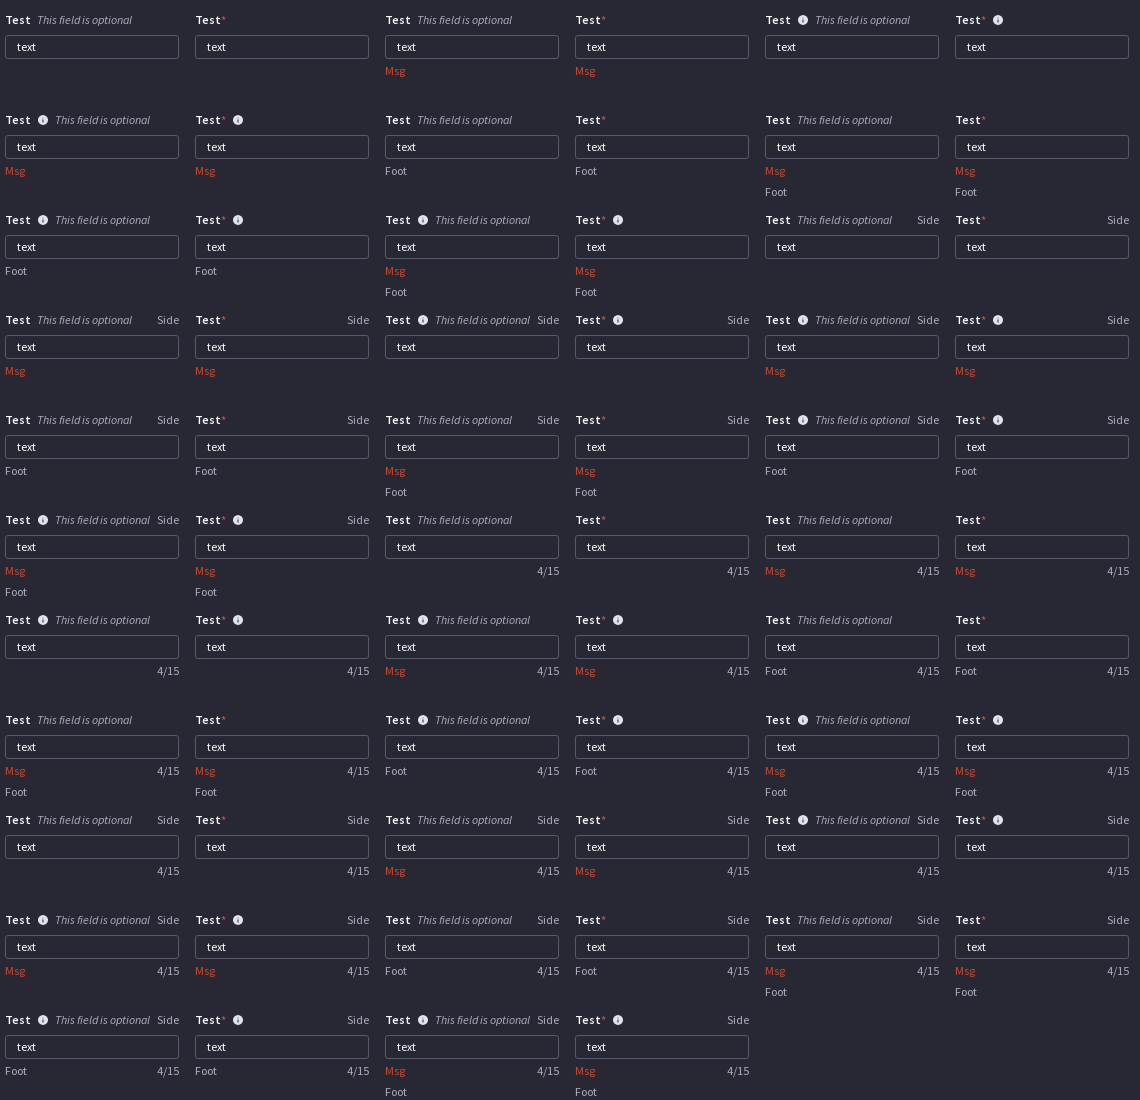 Test This field is optional Test* Test This field is optional Test* Test This field is optional Test*
text text text text text text
Msg Msg
Test This field is optional Test* Test This field is optional Test* Test This field is optional Test*
text text text text text text
Msg Msg Foot Foot Msg Msg
Foot Foot
Test This field is optional Test* Test This field is optional Test* Test This field is optional Side Test* Side
text text text text text text
Foot Foot Msg Msg
Foot Foot
Test This field is optional Side Test* Side Test This field is optional Side Test* Side Test This field is optional Side Test* Side
text text text text text text
Msg Msg Msg Msg
Test This field is optional Side Test* Side Test This field is optional Side Test* Side Test This field is optional Side Test* Side
text text text text text text
Foot Foot Msg Msg Foot Foot
Foot Foot
Test This field is optional Side Test* Side Test This field is optional Test* Test This field is optional Test*
text text text text text text
Msg Msg 4/15 4/15 Msg 4/15 Msg 4/15
Foot Foot
Test This field is optional Test* Test This field is optional Test* Test This field is optional Test*
text text text text text text
4/15 4/15 Msg 4/15 Msg 4/15 Foot 4/15 Foot 4/15
Test This field is optional Test* Test This field is optional Test* Test This field is optional Test*
text text text text text text
Msg 4/15 Msg 4/15 Foot 4/15 Foot 4/15 Msg 4/15 Msg 4/15
Foot Foot Foot Foot
Test This field is optional Side Test* Side Test This field is optional Side Test* Side Test This field is optional Side Test* Side
text text text text text text
4/15 4/15 Msg 4/15 Msg 4/15 4/15 4/15
Test This field is optional Side Test* Side Test This field is optional Side Test* Side Test This field is optional Side Test* Side
text text text text text text
Msg 4/15 Msg 4/15 Foot 4/15 Foot 4/15 Msg 4/15 Msg 4/15
Foot Foot
Test This field is optional Side Test* Side Test This field is optional Side Test* Side
text text text text
Foot 4/15 Foot 4/15 Msg 4/15 Msg 4/15
Foot Foot